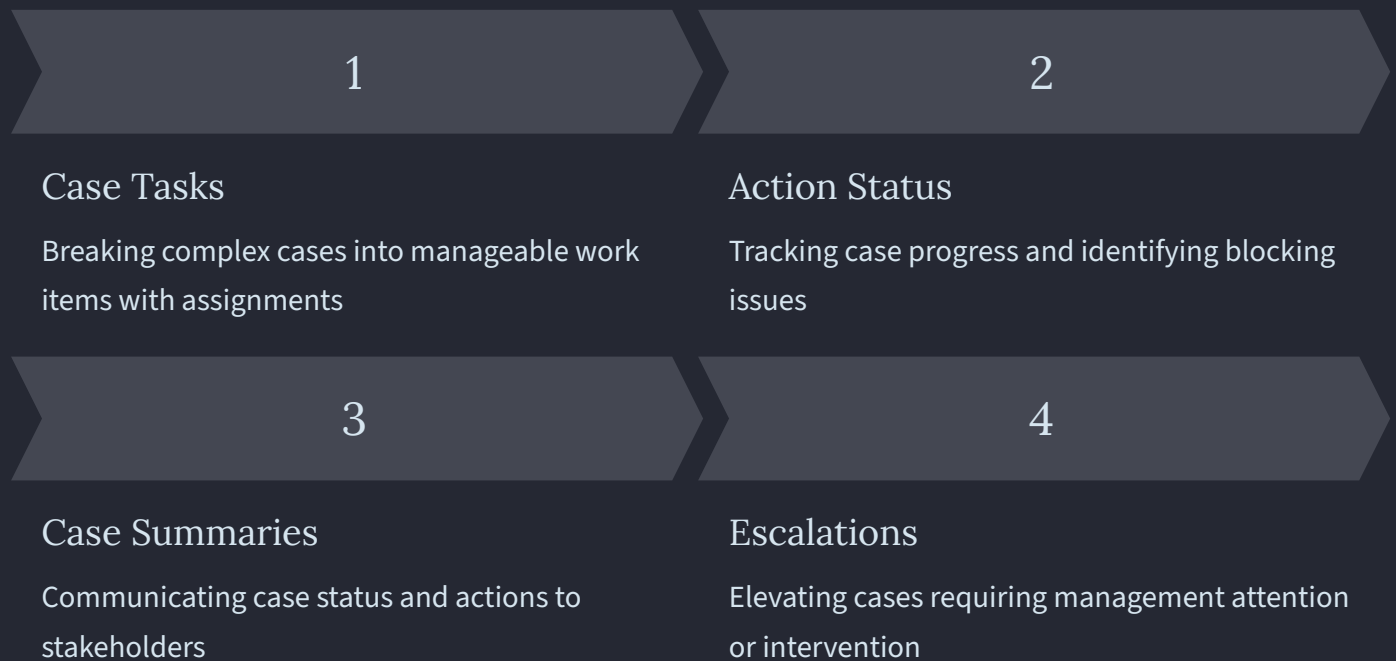 1
Case Tasks
Breaking complex cases into manageable work
items with assignments
2
Action Status
Tracking case progress and identifying blocking
issues
3
Case Summaries
Communicating case status and actions to
stakeholders
4
Escalations
Elevating cases requiring management attention
or intervention